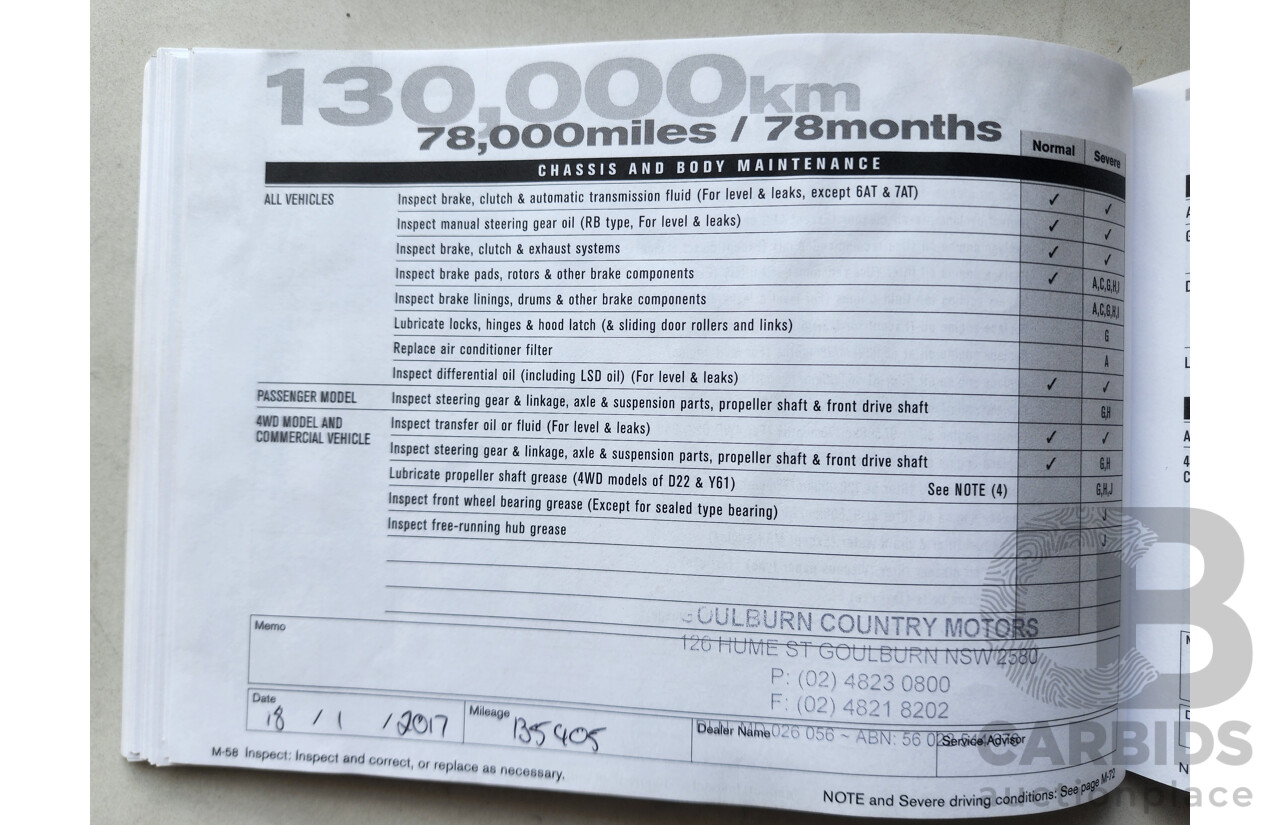 130,000km
78,000miles / 78months
Normal Severe
CHASSIS AND BODY MAINTENANCE
ALL VEHICLES Inspect brake, clutch & automatic transmission fluid (For level & leaks, except 6AT & 7AT) ✓ ✓
Inspect manual steering gear oil (RB type, For level & leaks) ✓ ✓
Inspect brake, clutch & exhaust systems ✓ ✓
Inspect brake pads, rotors & other brake components ✓ A,C,G,H,I
Inspect brake linings, drums & other brake components A,C,G,H,I
Lubricate locks, hinges & hood latch (& sliding door rollers and links) G
Replace air conditioner filter A
Inspect differential oil (including LSD oil) (For level & leaks) ✓ ✓
PASSENGER MODEL Inspect steering gear & linkage, axle & suspension parts, propeller shaft & front drive shaft G,H
4WD MODEL AND COMMERCIAL VEHICLE Inspect transfer oil or fluid (For level & leaks) ✓ ✓
Inspect steering gear & linkage, axle & suspension parts, propeller shaft & front drive shaft ✓ G,H
Lubricate propeller shaft grease (4WD models of D22 & Y61) See NOTE (4) G,H,J
Inspect front wheel bearing grease (Except for sealed type bearing) J
Inspect free-running hub grease J
Memo
GOULBURN COUNTRY MOTORS
126 HUME ST GOULBURN NSW 2580
P: (02) 4823 0800
F: (02) 4821 8202
026 056 ~ ABN: 56
Date 18 / 1 / 2017
Mileage 135405
Dealer Name
Service Advisor
M-58 Inspect: Inspect and correct, or replace as necessary.
NOTE and Severe driving conditions: See page M-72
CARBIDS
auctionplace